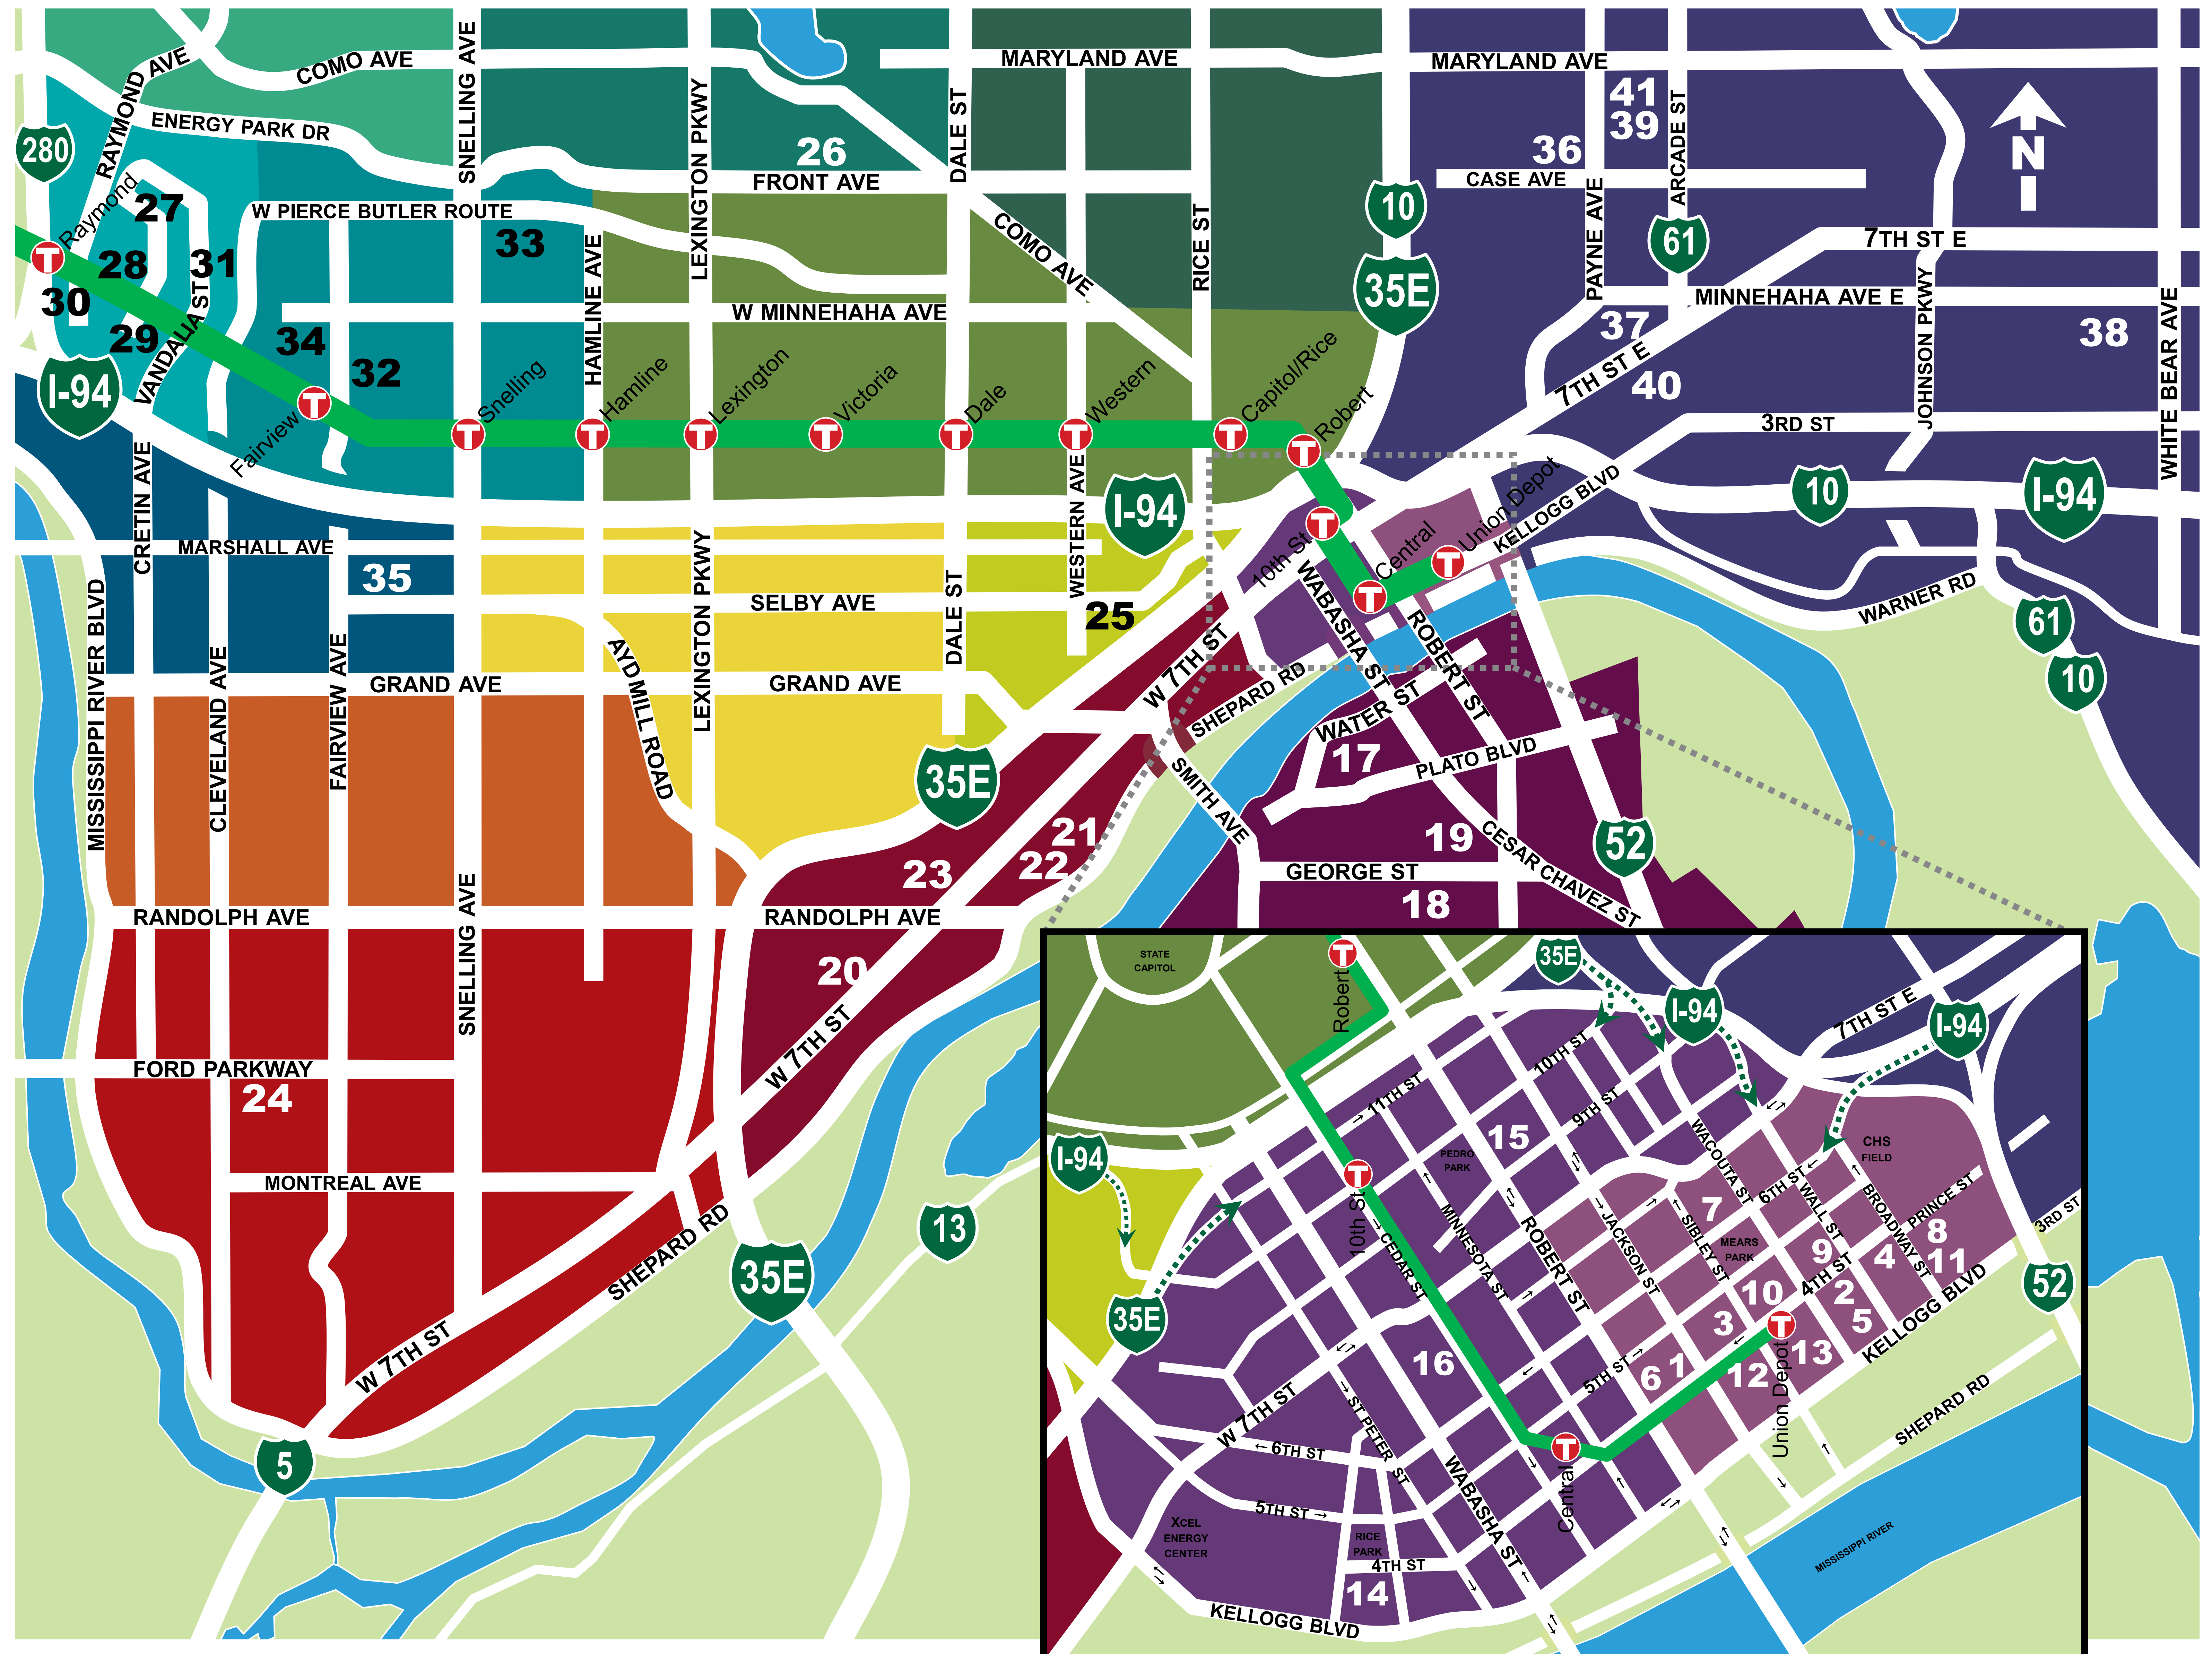 COMO AVE
RAYMOND AVE
ENERGY PARK DR
SNELLING AVE
LEXINGTON PKWY
DALE ST
MARYLAND AVE
MARYLAND AVE
41
39
36
ARCADE ST
CASE AVE
PAYNE AVE
N
280
26
FRONT AVE
Raymond
27
W PIERCE BUTLER ROUTE
33
28
31
30
29
VANDALIA ST
34
32
HAMLINE AVE
COMO AVE
RICE ST
10
35E
61
7TH ST E
MINNEHAHA AVE E
JOHNSON PKWY
WHITE BEAR AVE
38
37
7TH ST E
40
3RD ST
W MINNEHAHA AVE
I-94
T
T
Fairview
T
Snelling
T
Hamline
T
Lexington
T
Victoria
T
Dale
T
Western
T
Capitol/Rice
T
Robert
T
10th St
T
Central
T
Union Depot
KELLOGG BLVD
10
I-94
I-94
CRETIN AVE
MARSHALL AVE
35
SELBY AVE
WESTERN AVE
25
LEXINGTON PKWY
DALE ST
MISSISSIPPI RIVER BLVD
CLEVELAND AVE
FAIRVIEW AVE
GRAND AVE
GRAND AVE
AYDMILL ROAD
W 7TH ST
SHEPARD RD
WABASHA ST
ROBERT ST
WATER ST
17
PLATO BLVD
SMITH AVE
19
CESAR CHAVEZ ST
GEORGE ST
18
52
WARNER RD
61
10
35E
21
22
23
RANDOLPH AVE
RANDOLPH AVE
SNELLING AVE
20
W 7TH ST
FORD PARKWAY
24
MONTREAL AVE
SHEPARD RD
W 7TH ST
35E
13
5
STATE
CAPITOL
T
Robert
35E
I-94
7TH ST E
I-94
10TH ST
→ 11TH ST
9TH ST
15
PEDRO
PARK
WACOUTA ST
CHS
FIELD
I-94
T
10th St
→ CEDAR ST
MINNESOTA ST
ROBERT ST
→ JACKSON ST
← SIBLEY ST
7
6TH ST ←
WALL ST
BROADWAY ST
PRINCE ST
8
11
3RD ST
MEARS
PARK
9
4
4TH ST
2
5
10
3
T
Union Depot
13
12
1
6
5TH ST →
KELLOGG BLVD
52
35E
16
W 7TH ST
→ ST PETER ST
← 6TH ST
5TH ST →
WABASHA ST
T
Central
XCEL
ENERGY
CENTER
RICE
PARK
4TH ST
14
KELLOGG BLVD
SHEPARD RD
MISSISSIPPI RIVER